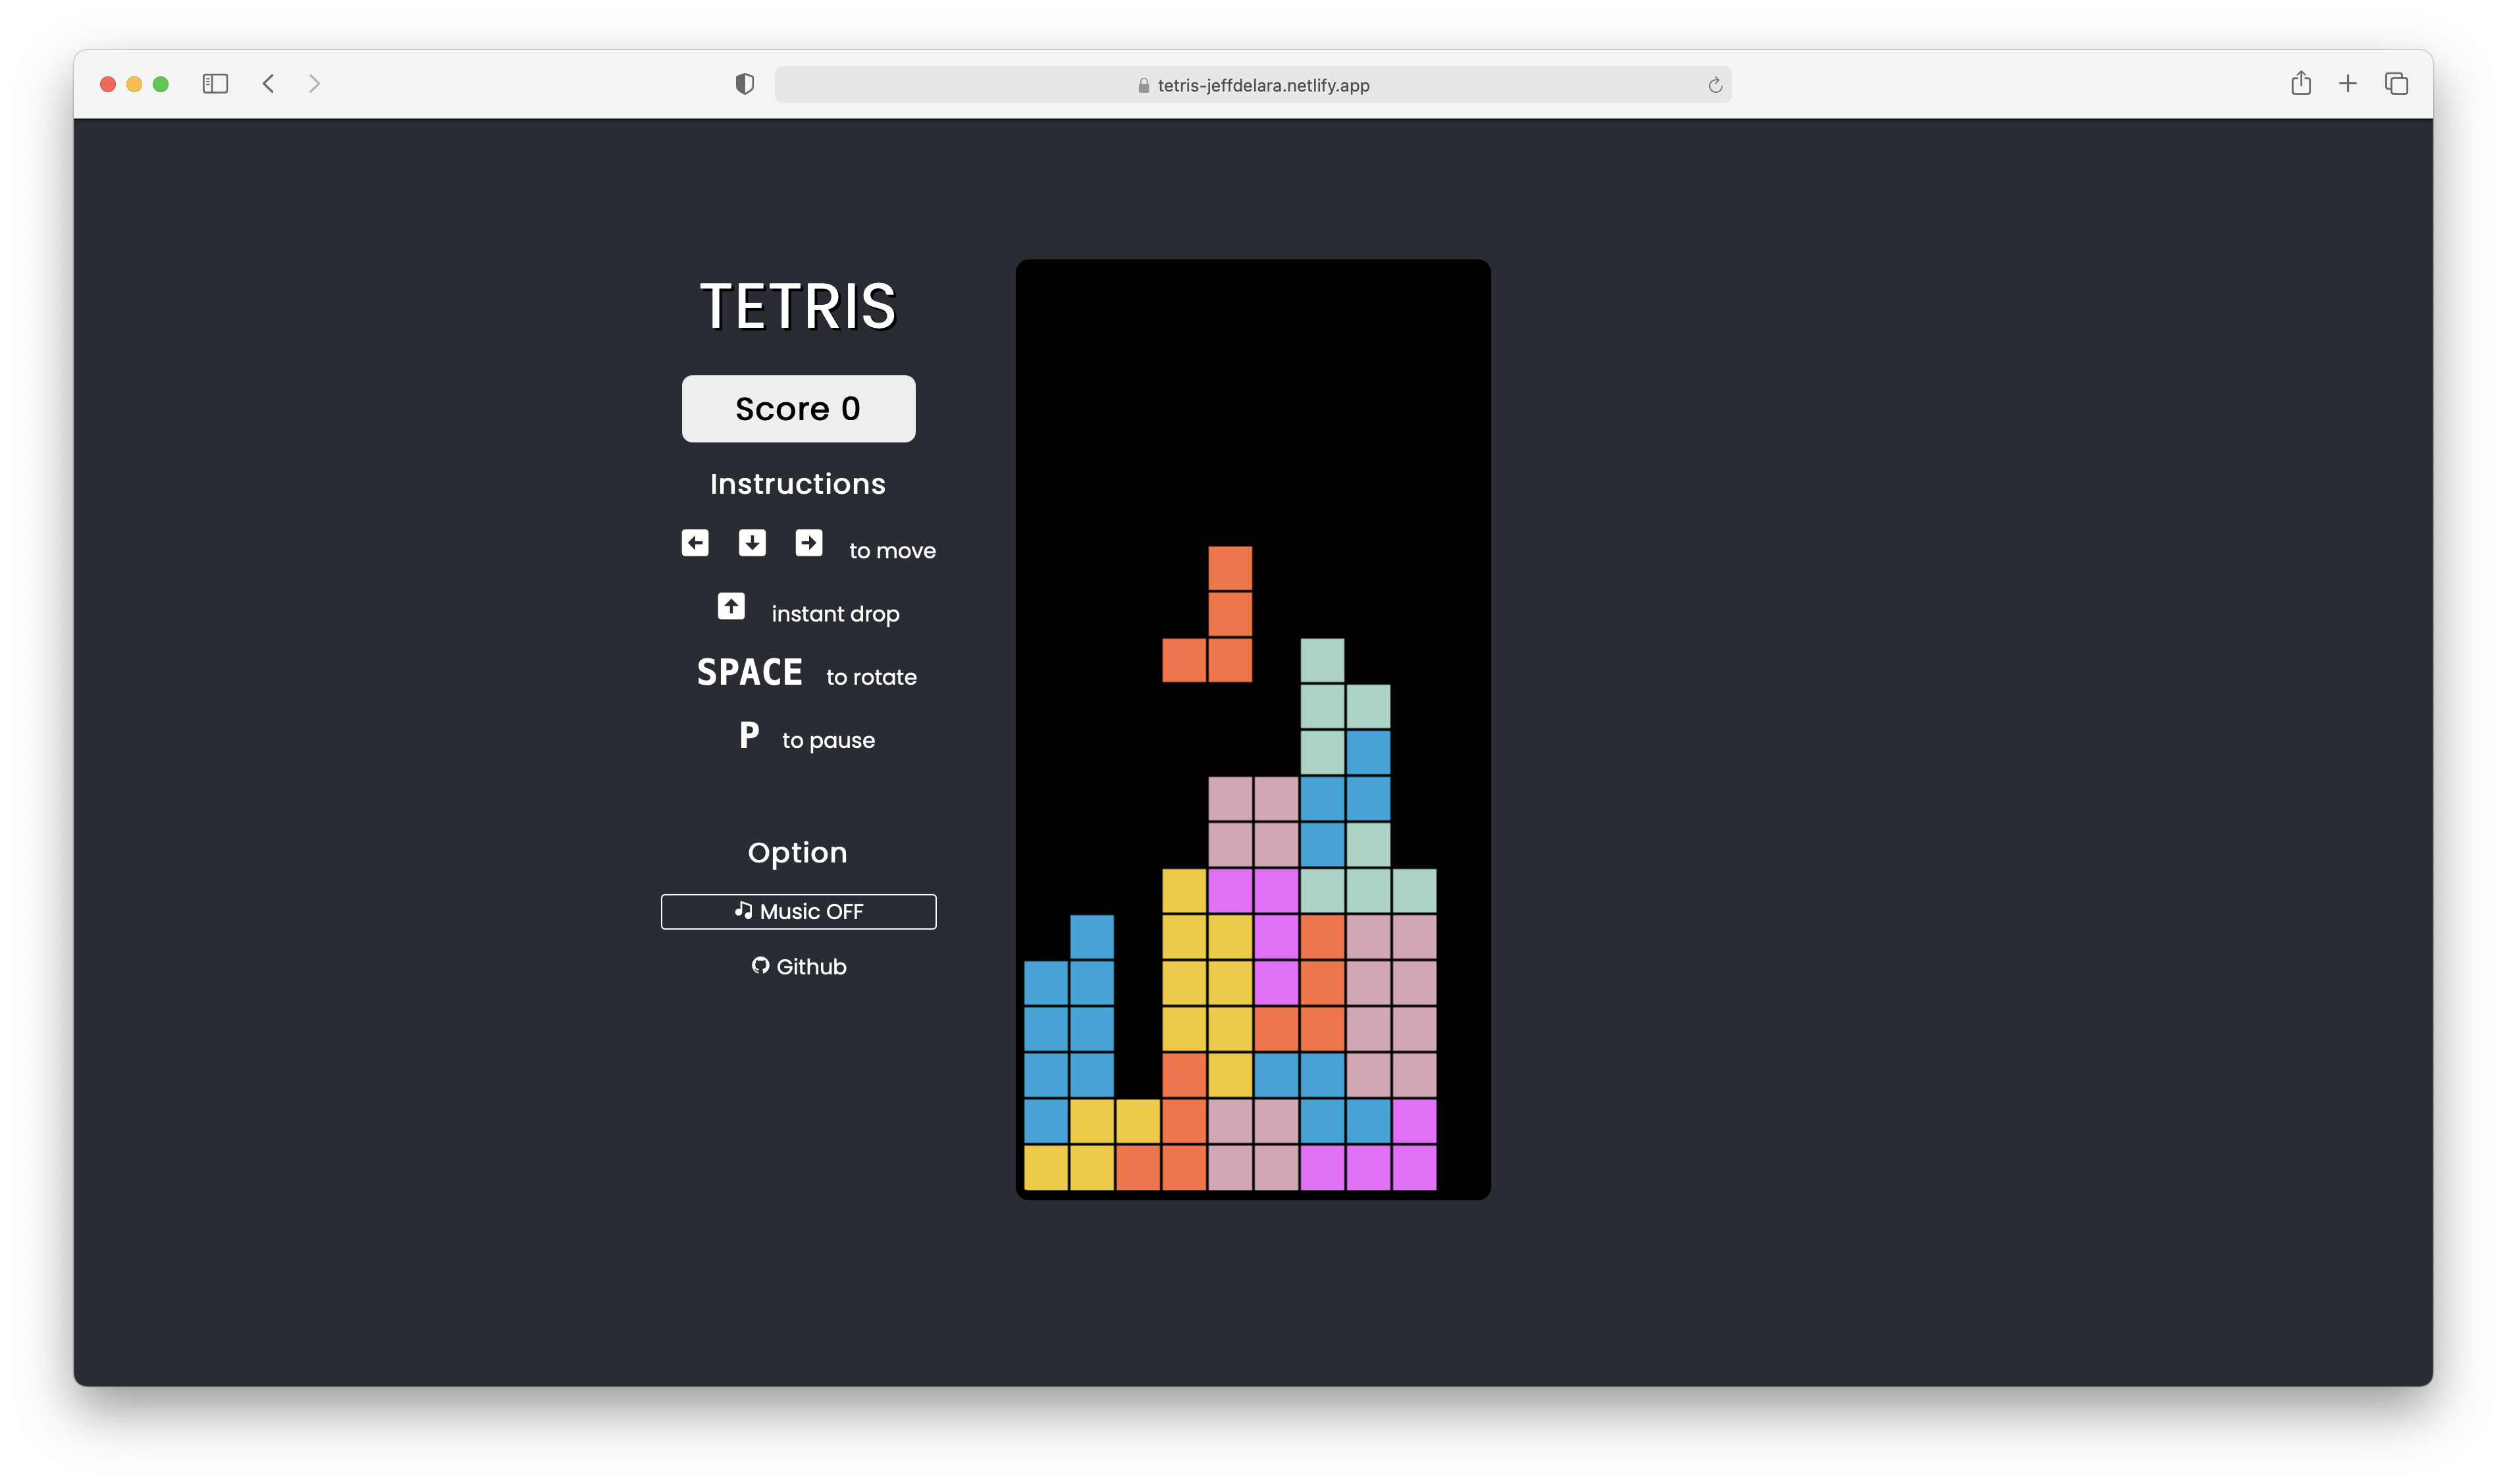 tetris-jeffdelara.netlify.app
TETRIS
Score 0
Instructions
to move
instant drop
SPACE to rotate
P to pause
Option
Music OFF
Github